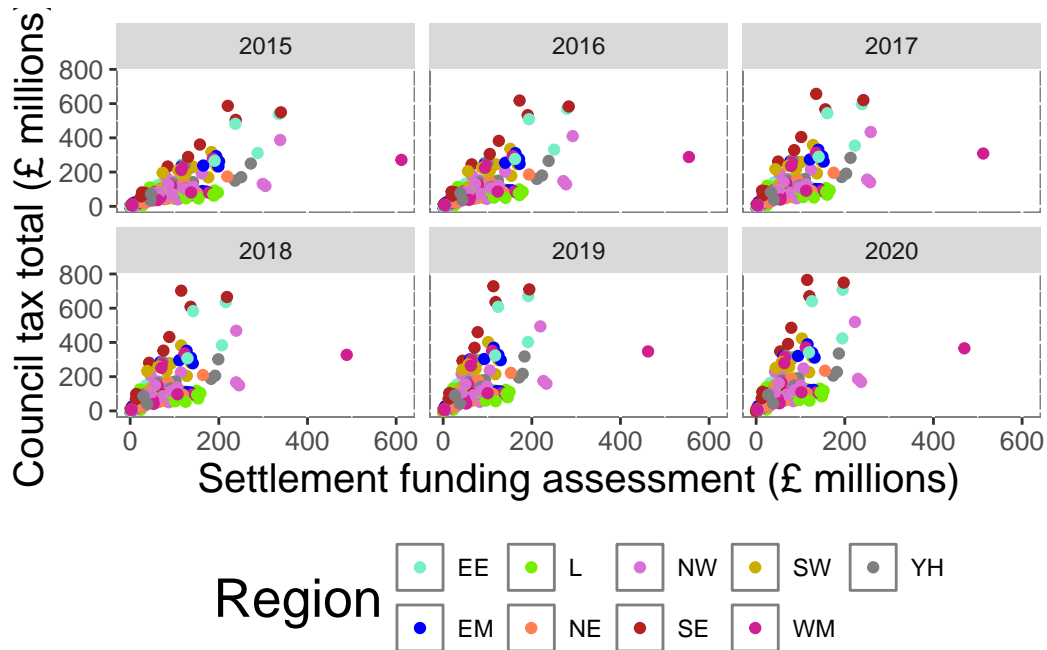 Council tax total (£ millions)
2015 2016 2017
800
600
400
200
0
2018 2019 2020
800
600
400
200
0
0 200 400 600 0 200 400 600 0 200 400 600
Settlement funding assessment (£ millions)
Region
EE L NW SW YH
EM NE SE WM